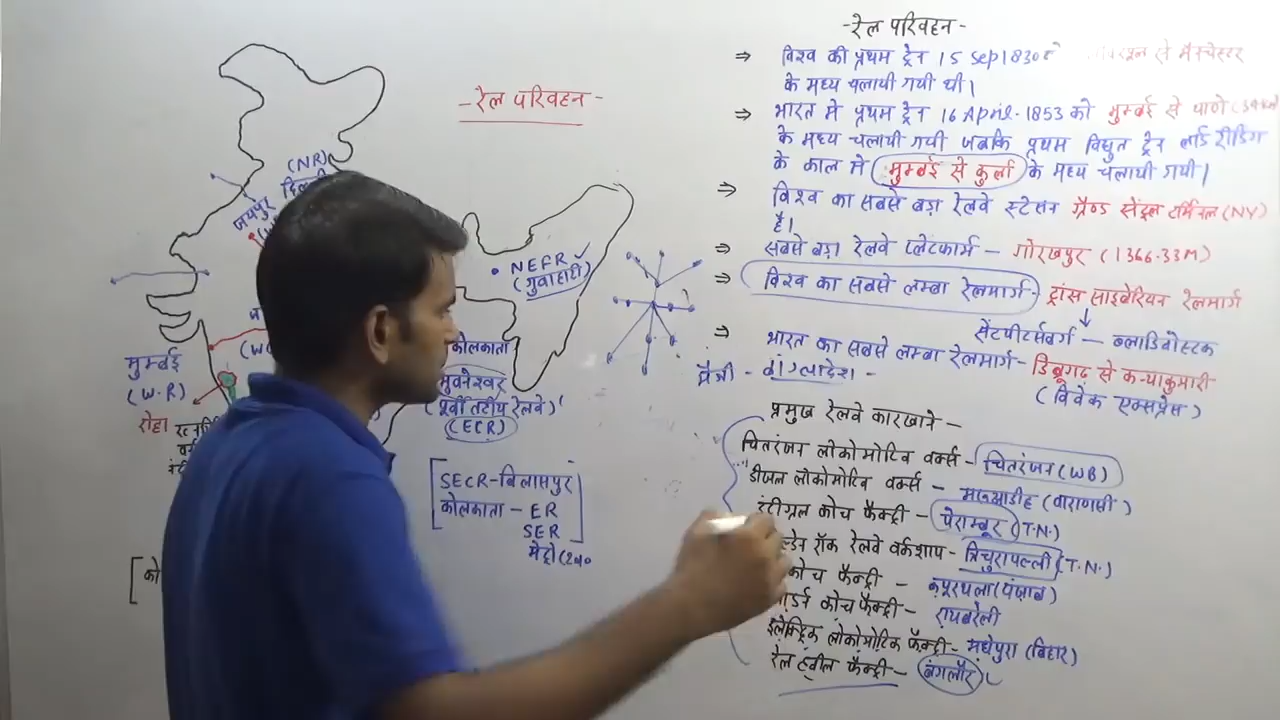 -रेल परिवहन-
⇒ विश्व की प्रथम ट्रेन 15 Sep 1830 से मैनचेस्टर
के मध्य चलायी गयी थी।
⇒ भारत मे प्रथम ट्रेन 16 April-1853 को मुम्बई से थाणे (34KM
के मध्य चलायी गयी जबकि प्रथम विद्युत ट्रेन लार्ड रीडिंग
के काल मे मुम्बई से कुर्ला के मध्य चलायी गयी।
⇒ विश्व का सबसे बड़ा रेलवे स्टेशन ग्रैण्ड सेंट्रल टर्मिनल (NY)
है।
⇒ सबसे बड़ा रेलवे प्लेटफार्म - गोरखपुर (1366.33M)
⇒ विश्व का सबसे लम्बा रेलमार्ग- ट्रांस साइबेरियन रेलमार्ग
सेंटपीटर्सबर्ग - ब्लाडिवोस्टक
⇒ भारत का सबसे लम्बा रेलमार्ग- डिब्रूगढ से कन्याकुमारी
(विवेक एक्सप्रेस)
मैत्री - बांग्लादेश -
प्रमुख रेलवे कारखाने -
चितरंजन लोकोमोटिव वर्क्स - चितरंजन (WB)
डीजल लोकोमोटिव वर्क्स - मडुआडीह (वाराणसी)
इंटीग्रल कोच फैक्ट्री - पेराम्बूर (T.N.)
रॉक रेलवे वर्कशाप- त्रिचुरापल्ली (T.N.)
कोच फैक्ट्री - कपूरथला (पंजाब)
कोच फैक्ट्री- रायबरेली
इलेक्ट्रिक लोकोमोटिव फैक्ट्री- मधेपुरा (बिहार)
रेल ह्वील फैक्ट्री - बंगलौर
-रेल परिवहन-
(NR)
दिल्ली
जयपुर
NEFR
(गुवाहाटी)
मुम्बई
(W.R)
रोहा
कोलकाता
भुवनेश्वर
(पूर्वी तटीय रेलवे)
(ECR)
SECR-बिलासपुर
कोलकाता - ER
SER
मेट्रो